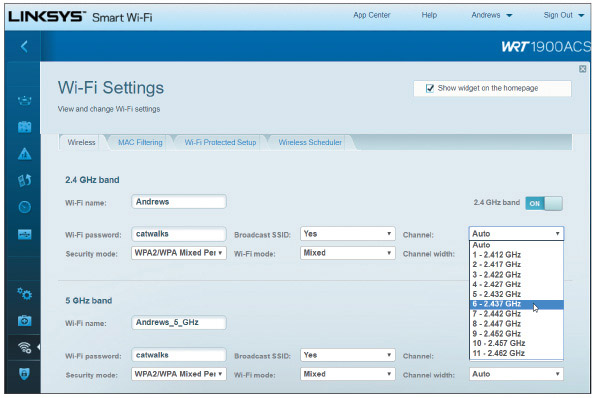 LINKSYS™ Smart Wi-Fi App Center Help Andrews Sign Out
WRT 1900ACS
Wi-Fi Settings
Show widget on the homepage
View and change Wi-Fi settings
Wireless MAC Filtering Wi-Fi Protected Setup Wireless Scheduler
2.4 GHz band
Wi-Fi name: Andrews 2.4 GHz band ON
Wi-Fi password: catwalks Broadcast SSID: Yes Channel: Auto
Security mode: WPA2/WPA Mixed Per Wi-Fi mode: Mixed Channel width:
Auto
1 - 2.412 GHz
2 - 2.417 GHz
3 - 2.422 GHz
4 - 2.427 GHz
5 - 2.432 GHz
6 - 2.437 GHz
7 - 2.442 GHz
8 - 2.447 GHz
9 - 2.452 GHz
10 - 2.457 GHz
11 - 2.462 GHz
5 GHz band
Wi-Fi name: Andrews_5_GHz
Wi-Fi password: catwalks Broadcast SSID: Yes Channel:
Security mode: WPA2/WPA Mixed Per Wi-Fi mode: Mixed Channel width: Auto